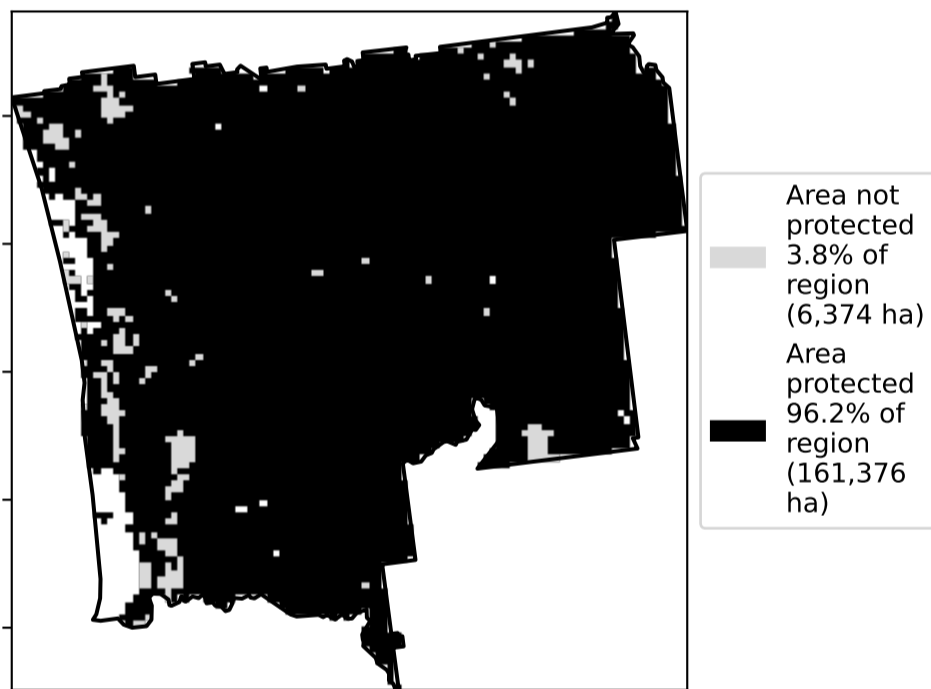 Area not
protected
3.8% of
region
(6,374 ha)
Area
protected
96.2% of
region
(161,376
ha)